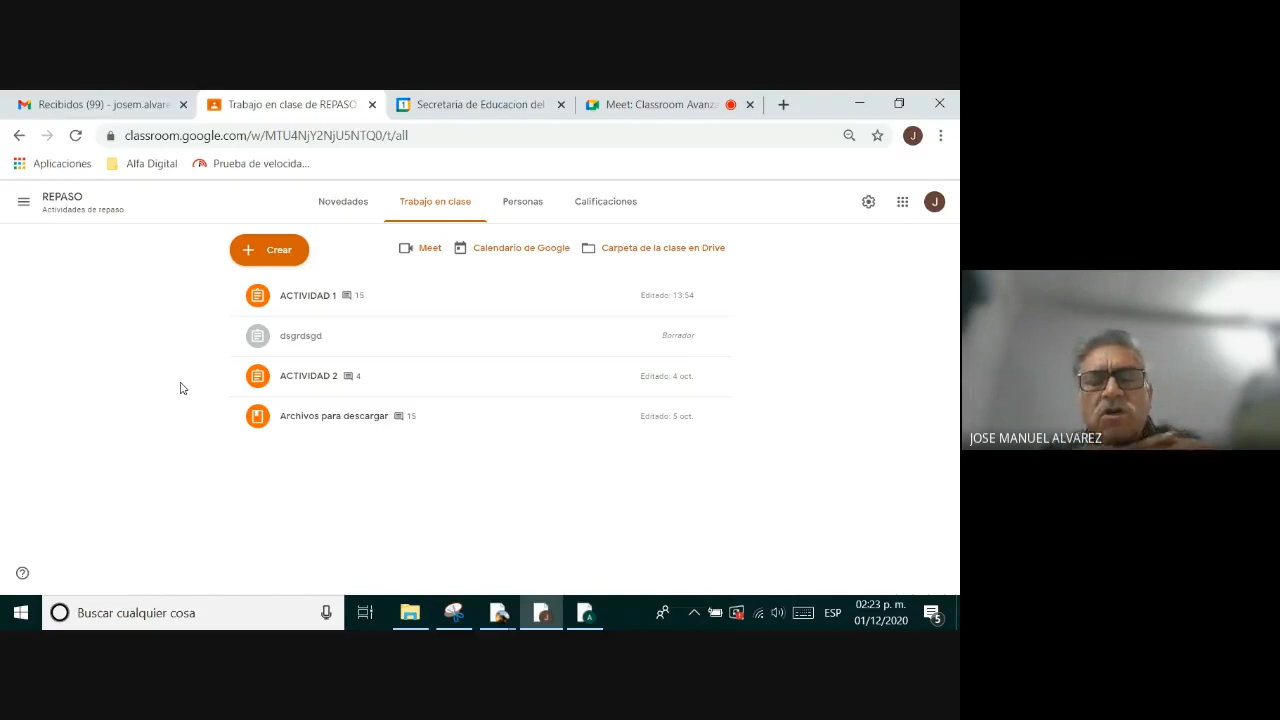 Recibidos (99) - josem.alvare
Trabajo en clase de REPASO
Secretaria de Educacion del
Meet: Classroom Avanza
classroom.google.com/w/MTU4NjY2NjU5NTQ0/t/all
J
Aplicaciones
Alfa Digital
Prueba de velocida...
REPASO
Actividades de repaso
Novedades
Trabajo en clase
Personas
Calificaciones
J
Crear
Meet
Calendario de Google
Carpeta de la clase en Drive
ACTIVIDAD 1 15
Editado: 13:54
dsgrdsgd
Borrador
ACTIVIDAD 2 4
Editado: 4 oct.
Archivos para descargar 15
Editado: 5 oct.
JOSE MANUEL ALVAREZ
Buscar cualquier cosa
ESP
02:23 p. m.
01/12/2020
5